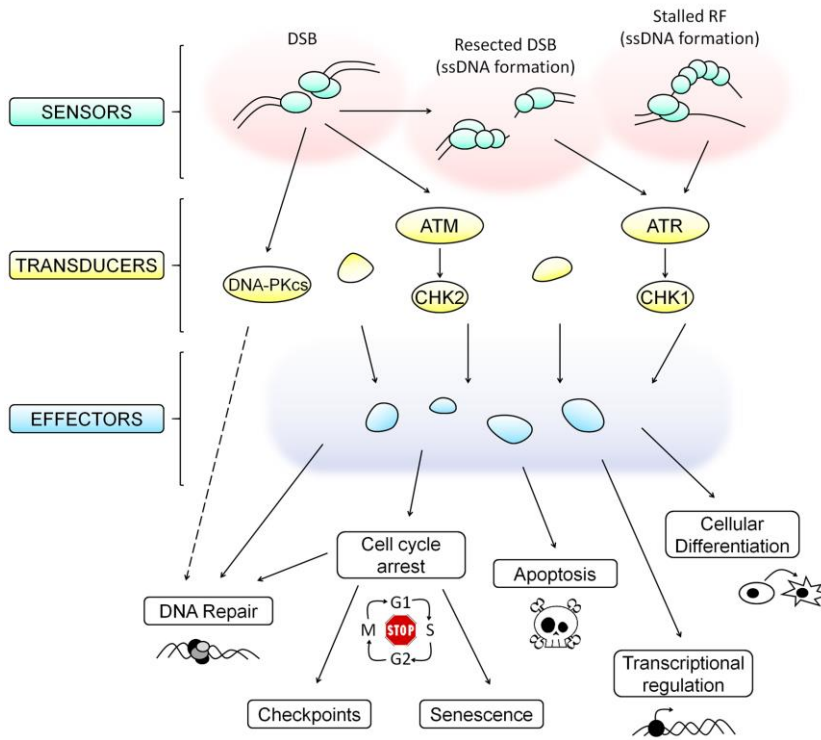 DSB
Resected DSB
(ssDNA formation)
Stalled RF
(ssDNA formation)
SENSORS
ATM
ATR
TRANSDUCERS
DNA-PKcs
CHK2
CHK1
EFFECTORS
Cell cycle
arrest
Apoptosis
Cellular
Differentiation
DNA Repair
G1
M
STOP
S
G2
Transcriptional
regulation
Checkpoints
Senescence